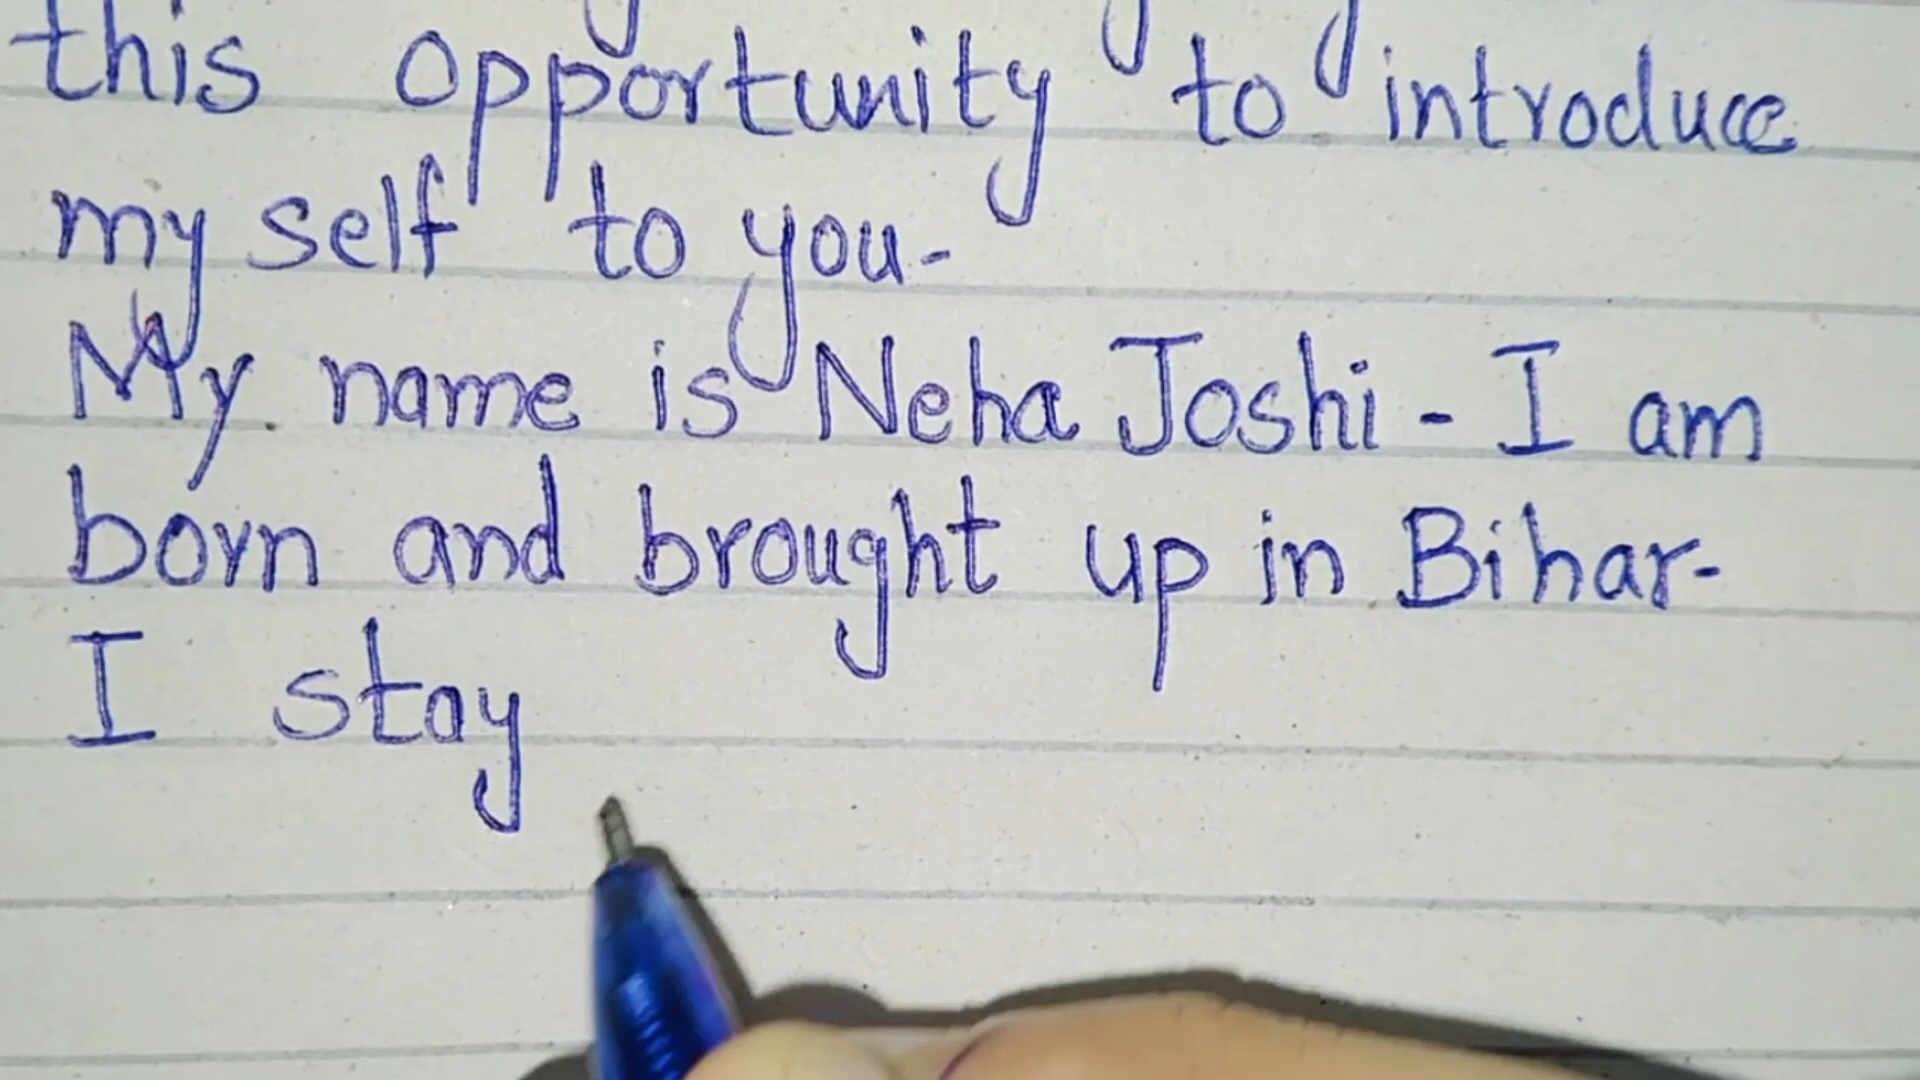 this opportunity to introduce
my self to you-
My name is Neha Joshi - I am
born and brought up in Bihar-
I stay